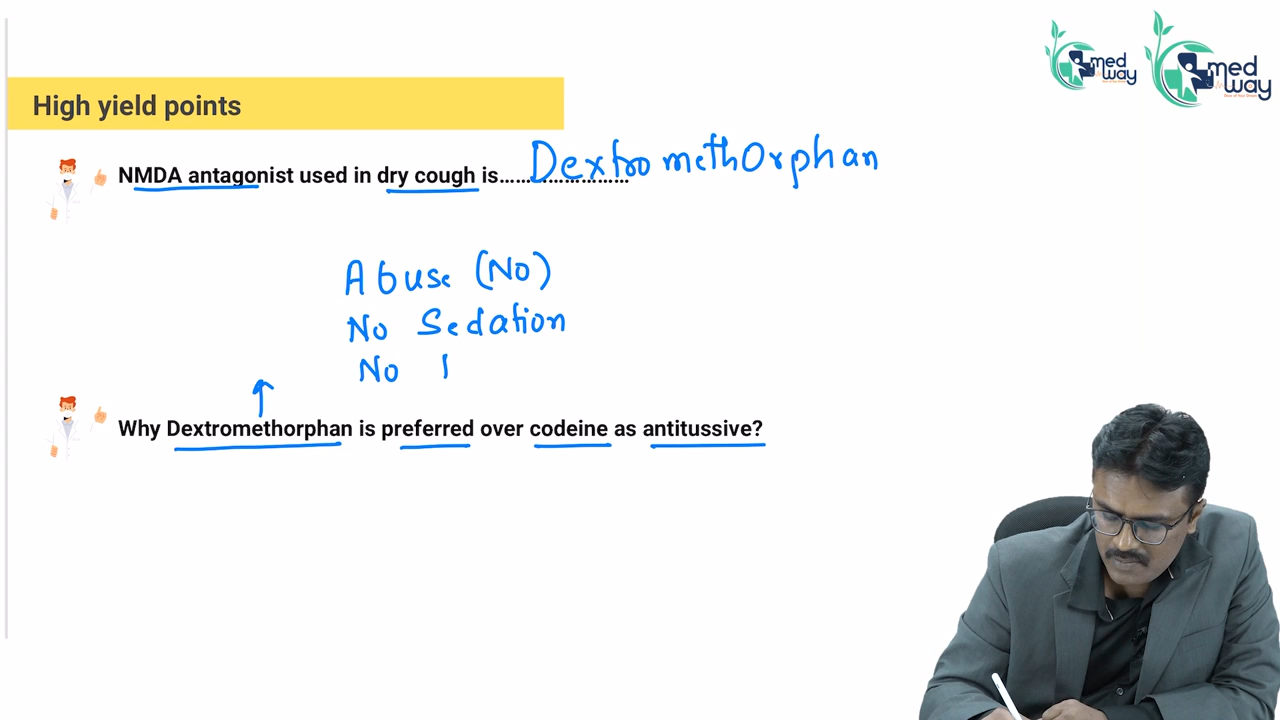 med
way
med
way
High yield points
NMDA antagonist used in dry cough is........................ DextromethOrphan
Abuse (No)
No Sedation
No
Why Dextromethorphan is preferred over codeine as antitussive?